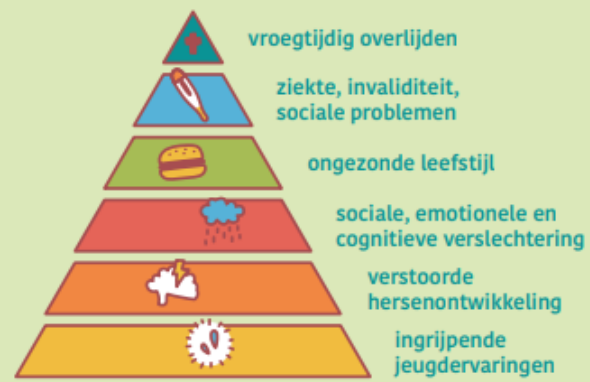 vroegtijdig overlijden
ziekte, invaliditeit,
sociale problemen
ongezonde leefstijl
sociale, emotionele en
cognitieve verslechtering
verstoorde
hersenontwikkeling
ingrijpende
jeugdervaringen